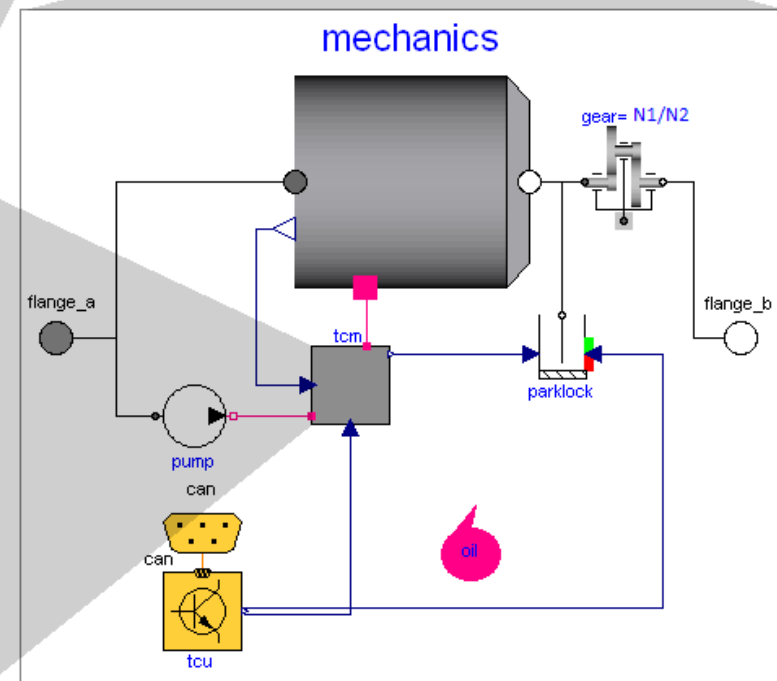 mechanics
gear= N1/N2
flange_a
flange_b
tcm
parklock
pump
can
oil
can
tcu